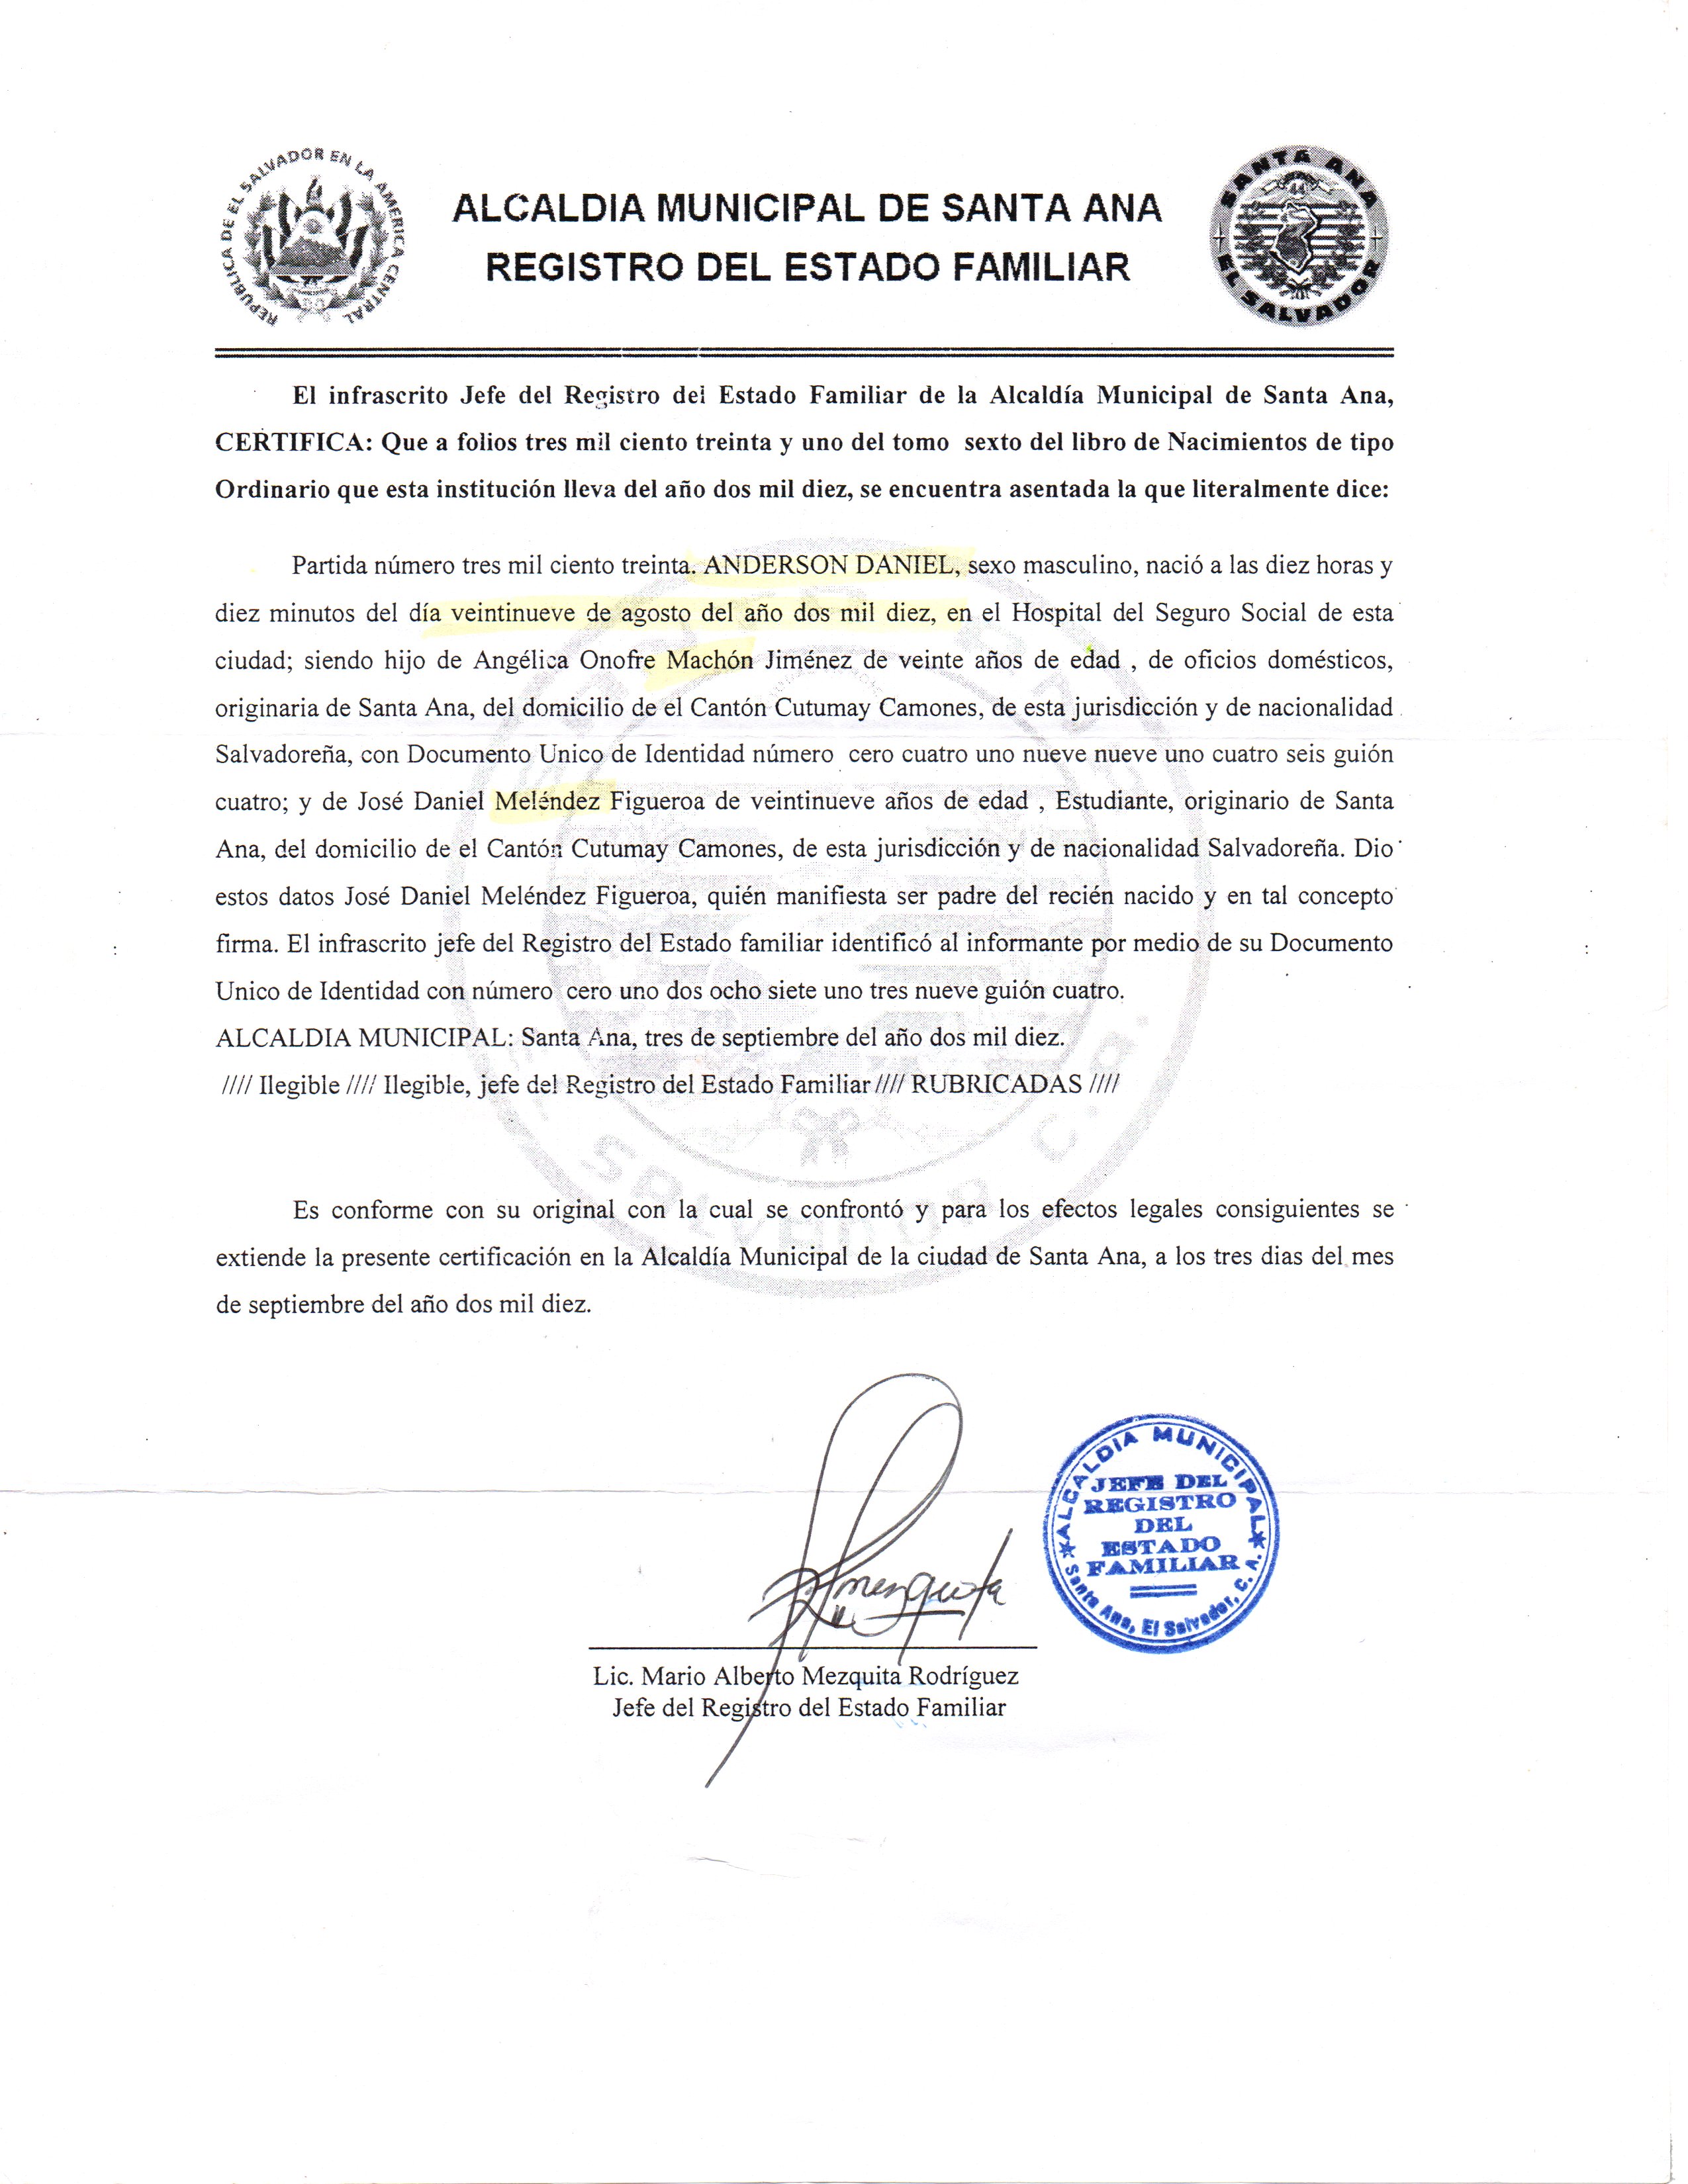 REPUBLICA DE EL SALVADOR EN LA AMERICA CENTRAL
ALCALDIA MUNICIPAL DE SANTA ANA
REGISTRO DEL ESTADO FAMILIAR
SANTA ANA
EL SALVADOR
El infrascrito Jefe del Registro del Estado Familiar de la Alcaldía Municipal de Santa Ana,
CERTIFICA: Que a folios tres mil ciento treinta y uno del tomo sexto del libro de Nacimientos de tipo
Ordinario que esta institución lleva del año dos mil diez, se encuentra asentada la que literalmente dice:
Partida número tres mil ciento treinta. ANDERSON DANIEL, sexo masculino, nació a las diez horas y
diez minutos del día veintinueve de agosto del año dos mil diez, en el Hospital del Seguro Social de esta
ciudad; siendo hijo de Angélica Onofre Machón Jiménez de veinte años de edad , de oficios domésticos,
originaria de Santa Ana, del domicilio de el Cantón Cutumay Camones, de esta jurisdicción y de nacionalidad
Salvadoreña, con Documento Unico de Identidad número cero cuatro uno nueve nueve uno cuatro seis guión
cuatro; y de José Daniel Meléndez Figueroa de veintinueve años de edad , Estudiante, originario de Santa
Ana, del domicilio de el Cantón Cutumay Camones, de esta jurisdicción y de nacionalidad Salvadoreña. Dio
estos datos José Daniel Meléndez Figueroa, quién manifiesta ser padre del recién nacido y en tal concepto
firma. El infrascrito jefe del Registro del Estado familiar identificó al informante por medio de su Documento
Unico de Identidad con número cero uno dos ocho siete uno tres nueve guión cuatro.
ALCALDIA MUNICIPAL: Santa Ana, tres de septiembre del año dos mil diez.
//// Ilegible //// Ilegible, jefe del Registro del Estado Familiar //// RUBRICADAS ////
Es conforme con su original con la cual se confrontó y para los efectos legales consiguientes se
extiende la presente certificación en la Alcaldía Municipal de la ciudad de Santa Ana, a los tres dias del mes
de septiembre del año dos mil diez.
ALCALDIA MUNICIPAL
JEFE DEL
REGISTRO
DEL
ESTADO
FAMILIAR
Santa Ana, El Salvador, C. A.
Lic. Mario Alberto Mezquita Rodríguez
Jefe del Registro del Estado Familiar